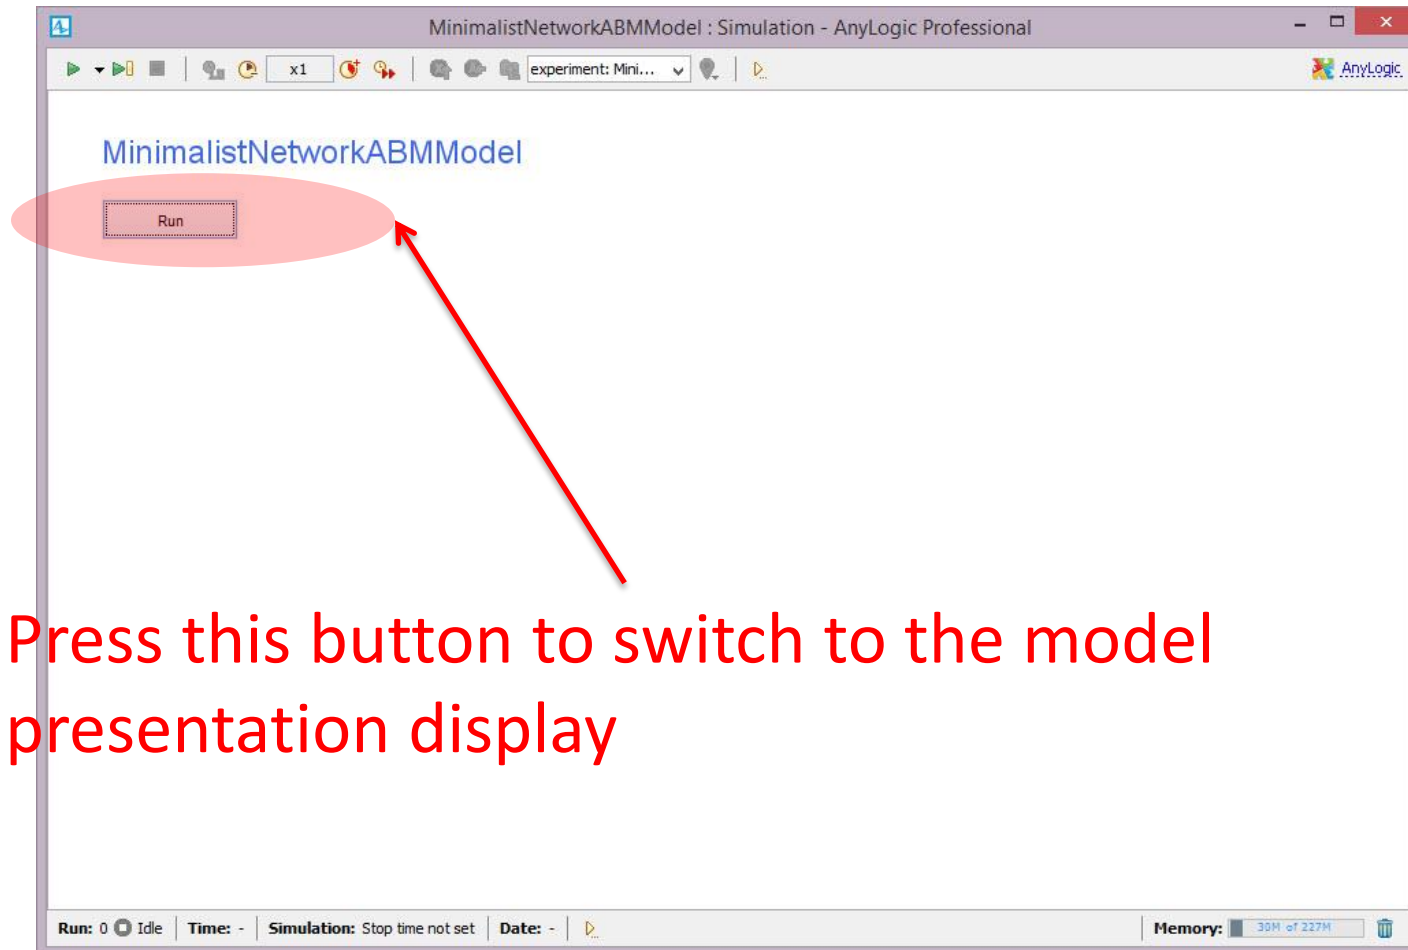 MinimalistNetworkABMModel : Simulation - AnyLogic Professional
x1 experiment: Mini... AnyLogic
MinimalistNetworkABMModel
Run
Press this button to switch to the model
presentation display
Run: 0 Idle Time: - Simulation: Stop time not set Date: - Memory: 30M of 227M